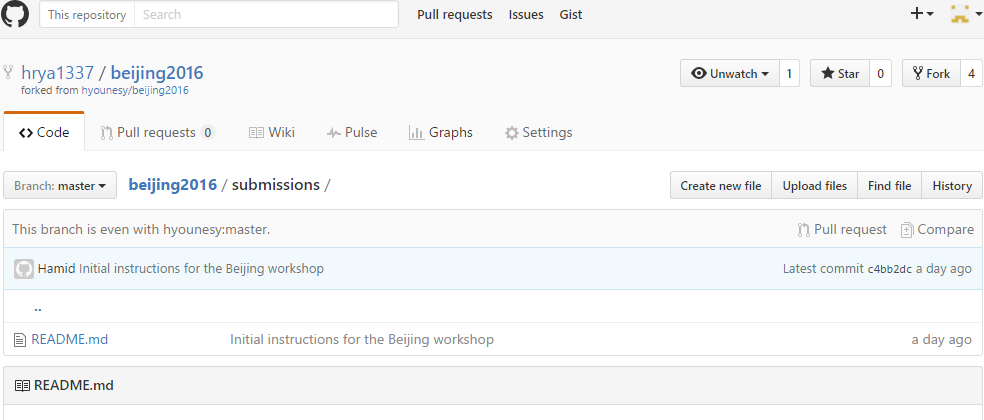 This repository Search Pull requests Issues Gist
hrya1337 / beijing2016 Unwatch 1 Star 0 Fork 4
forked from hyounesy/beijing2016
Code Pull requests 0 Wiki Pulse Graphs Settings
Branch: master beijing2016 / submissions / Create new file Upload files Find file History
This branch is even with hyounesy:master. Pull request Compare
Hamid Initial instructions for the Beijing workshop Latest commit c4bb2dc a day ago
..
README.md Initial instructions for the Beijing workshop a day ago
README.md